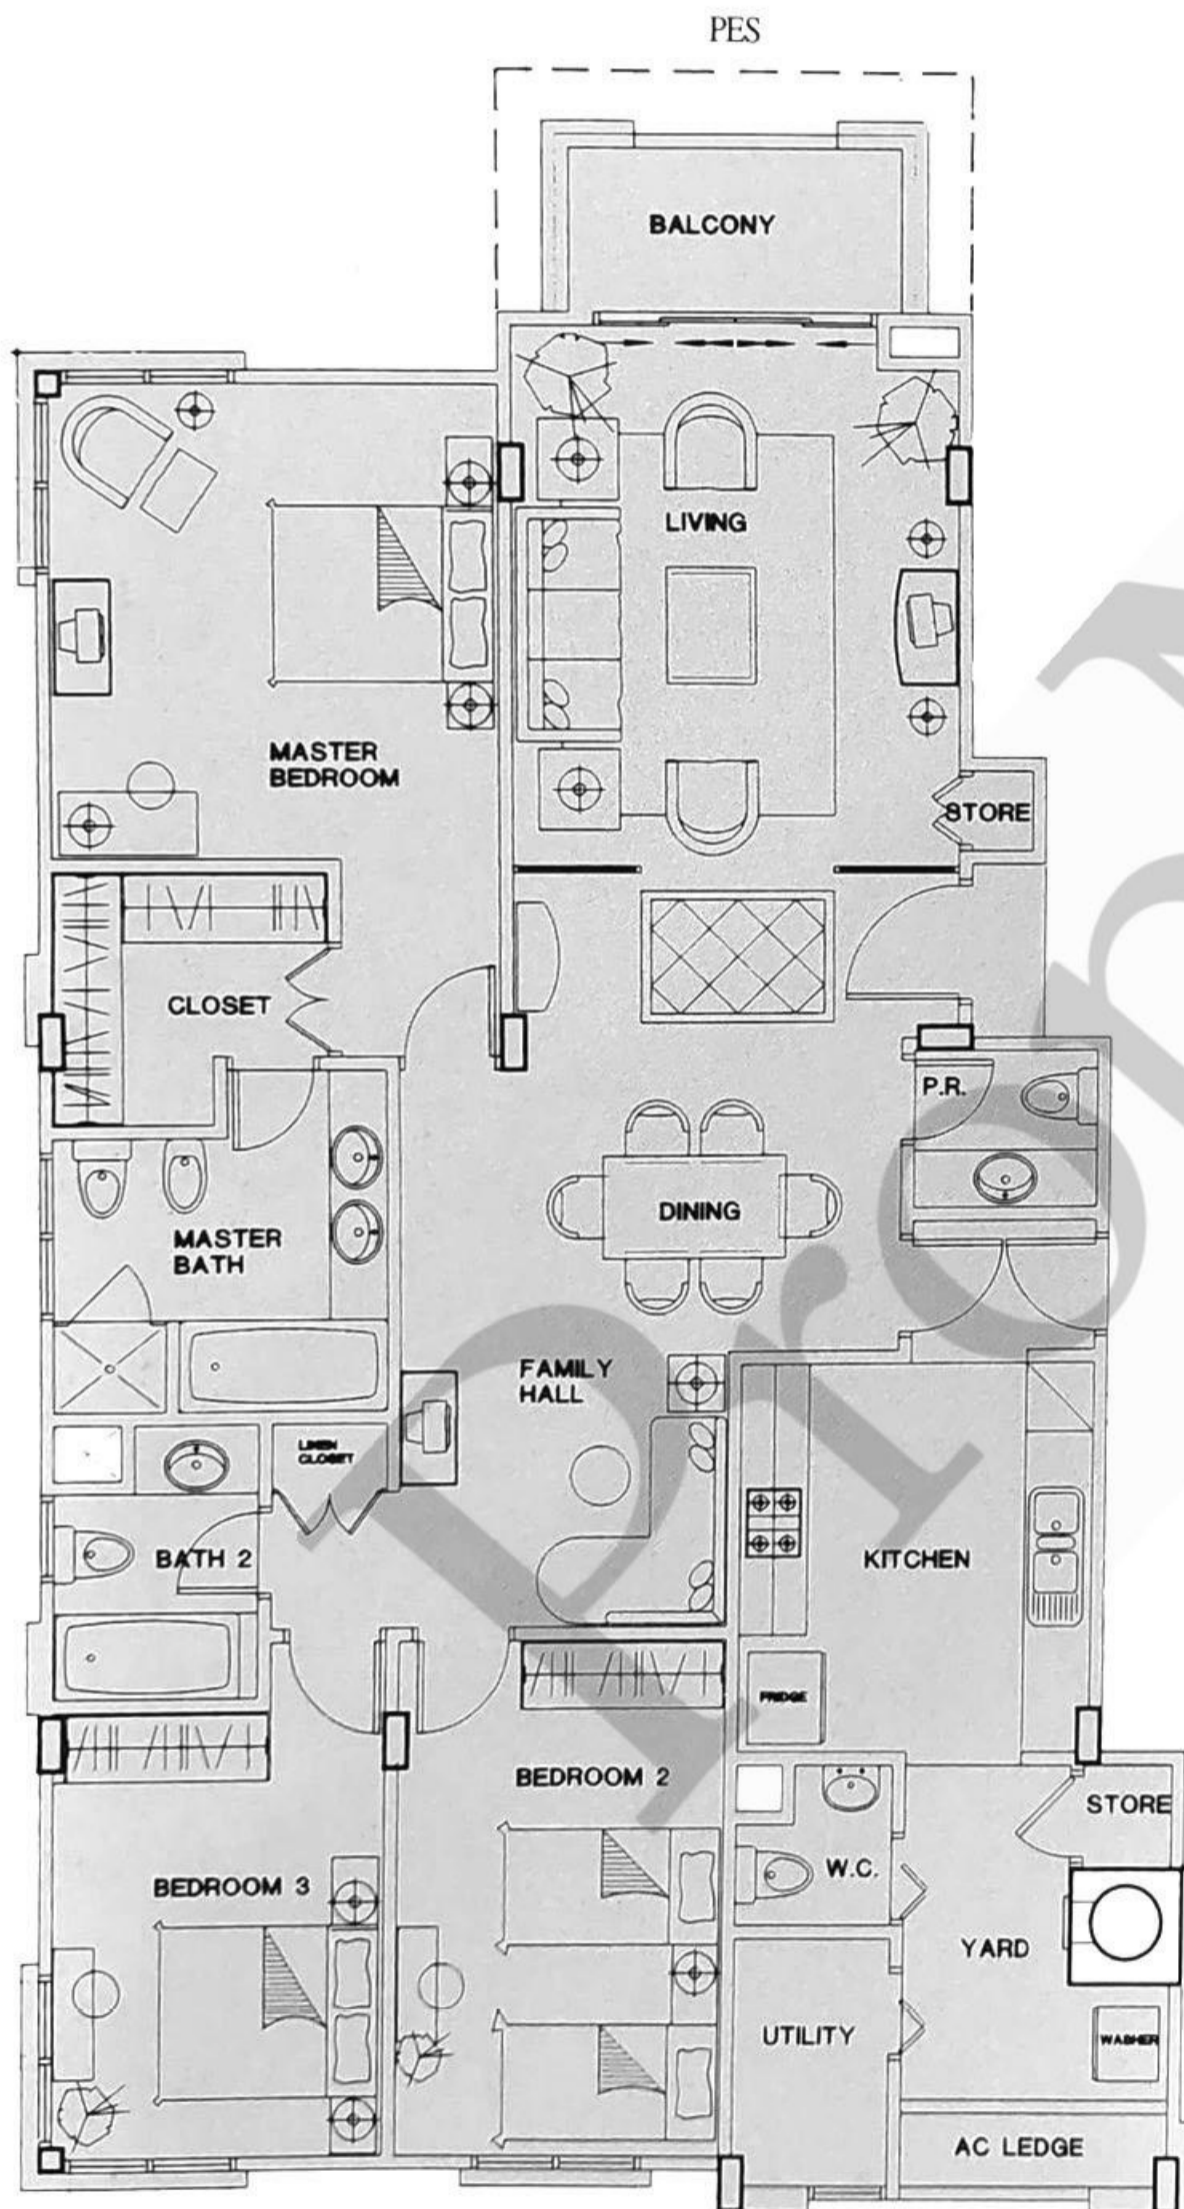 PES
BALCONY
LIVING
MASTER
BEDROOM
STORE
CLOSET
P.R.
DINING
MASTER
BATH
FAMILY
HALL
LINEN
CLOSET
BATH 2
KITCHEN
FRIDGE
BEDROOM 2
STORE
W.C.
BEDROOM 3
YARD
UTILITY
WASHER
AC LEDGE